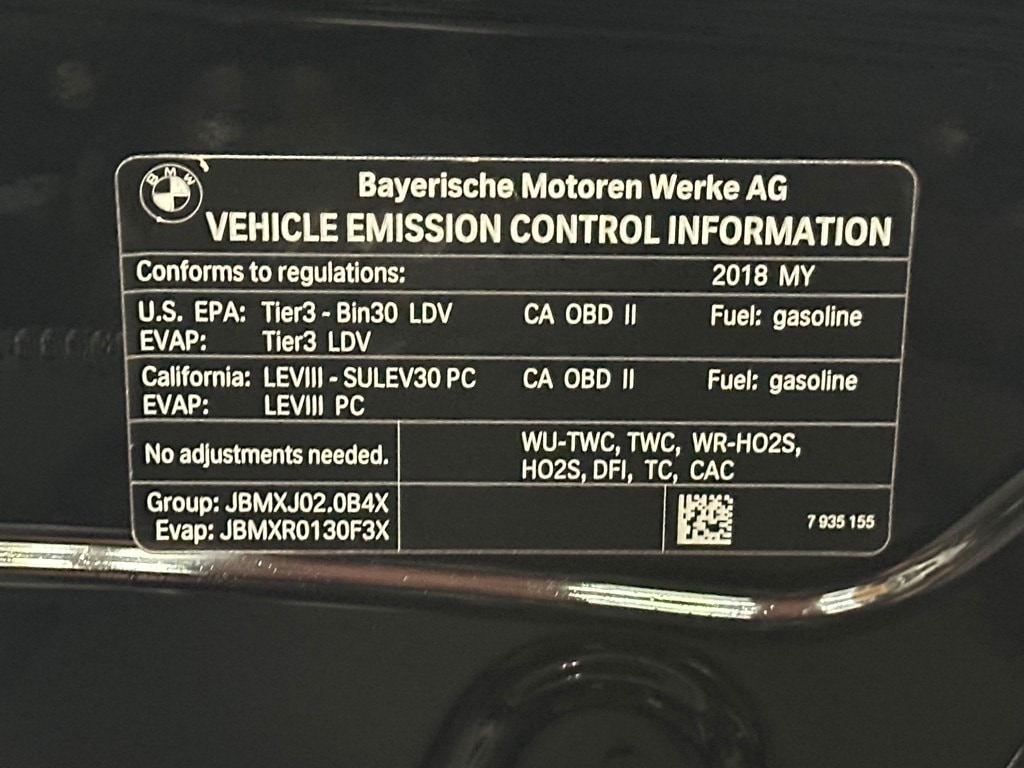 BMW
Bayerische Motoren Werke AG
VEHICLE EMISSION CONTROL INFORMATION
Conforms to regulations: 2018 MY
U.S. EPA: Tier3 - Bin30 LDV CA OBD II Fuel: gasoline
EVAP: Tier3 LDV
California: LEVIII - SULEV30 PC CA OBD II Fuel: gasoline
EVAP: LEVIII PC
No adjustments needed.
WU-TWC, TWC, WR-HO2S,
HO2S, DFI, TC, CAC
Group: JBMXJ02.0B4X
Evap: JBMXR0130F3X
7 935 155